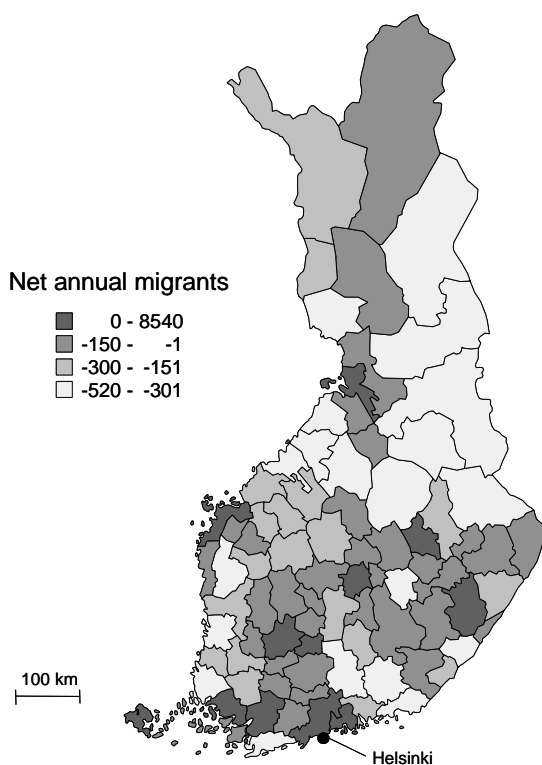 Net annual migrants
0 - 8540
-150 - -1
-300 - -151
-520 - -301
100 km
Helsinki